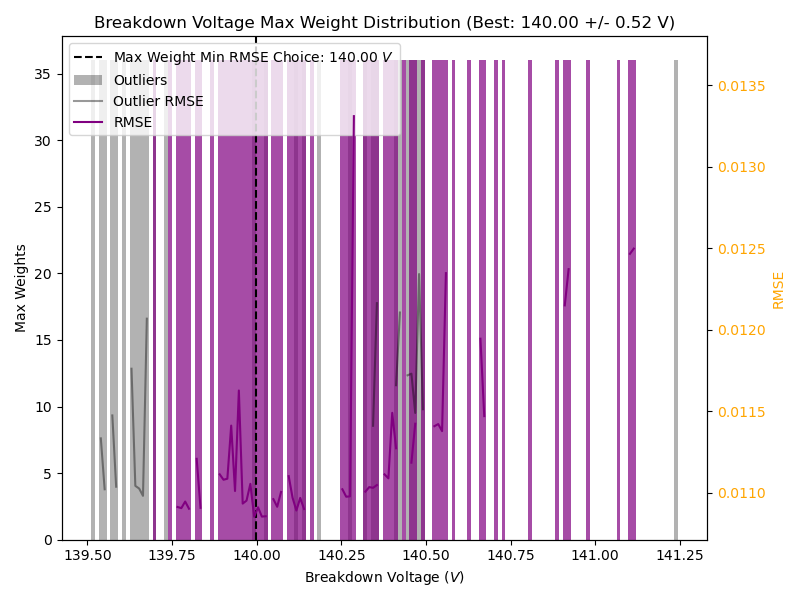 Breakdown Voltage Max Weight Distribution (Best: 140.00 +/- 0.52 V)
Max Weight Min RMSE Choice: 140.00 V
Outliers
Outlier RMSE
RMSE
Max Weights
35
30
25
20
15
10
5
0
0.0135
0.0130
0.0125
0.0120
0.0115
0.0110
RMSE
139.50 139.75 140.00 140.25 140.50 140.75 141.00 141.25
Breakdown Voltage (V)